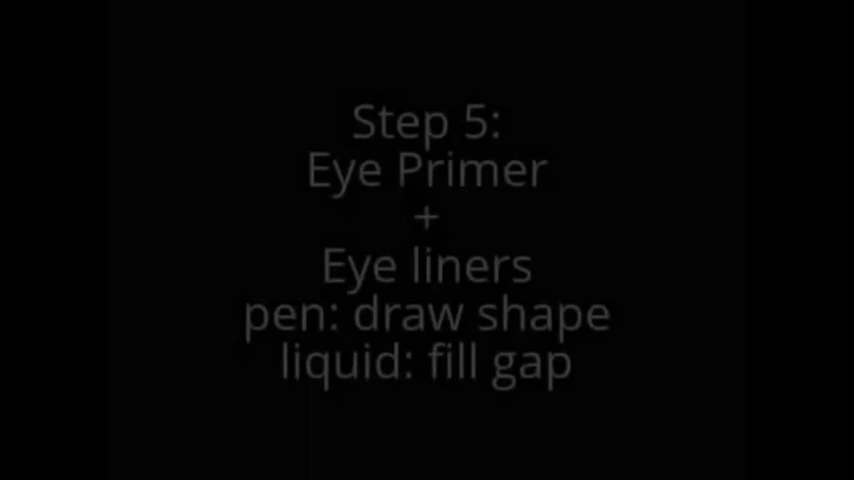 Step 5:
Eye Primer
+
Eye liners
pen: draw shape
liquid: fill gap